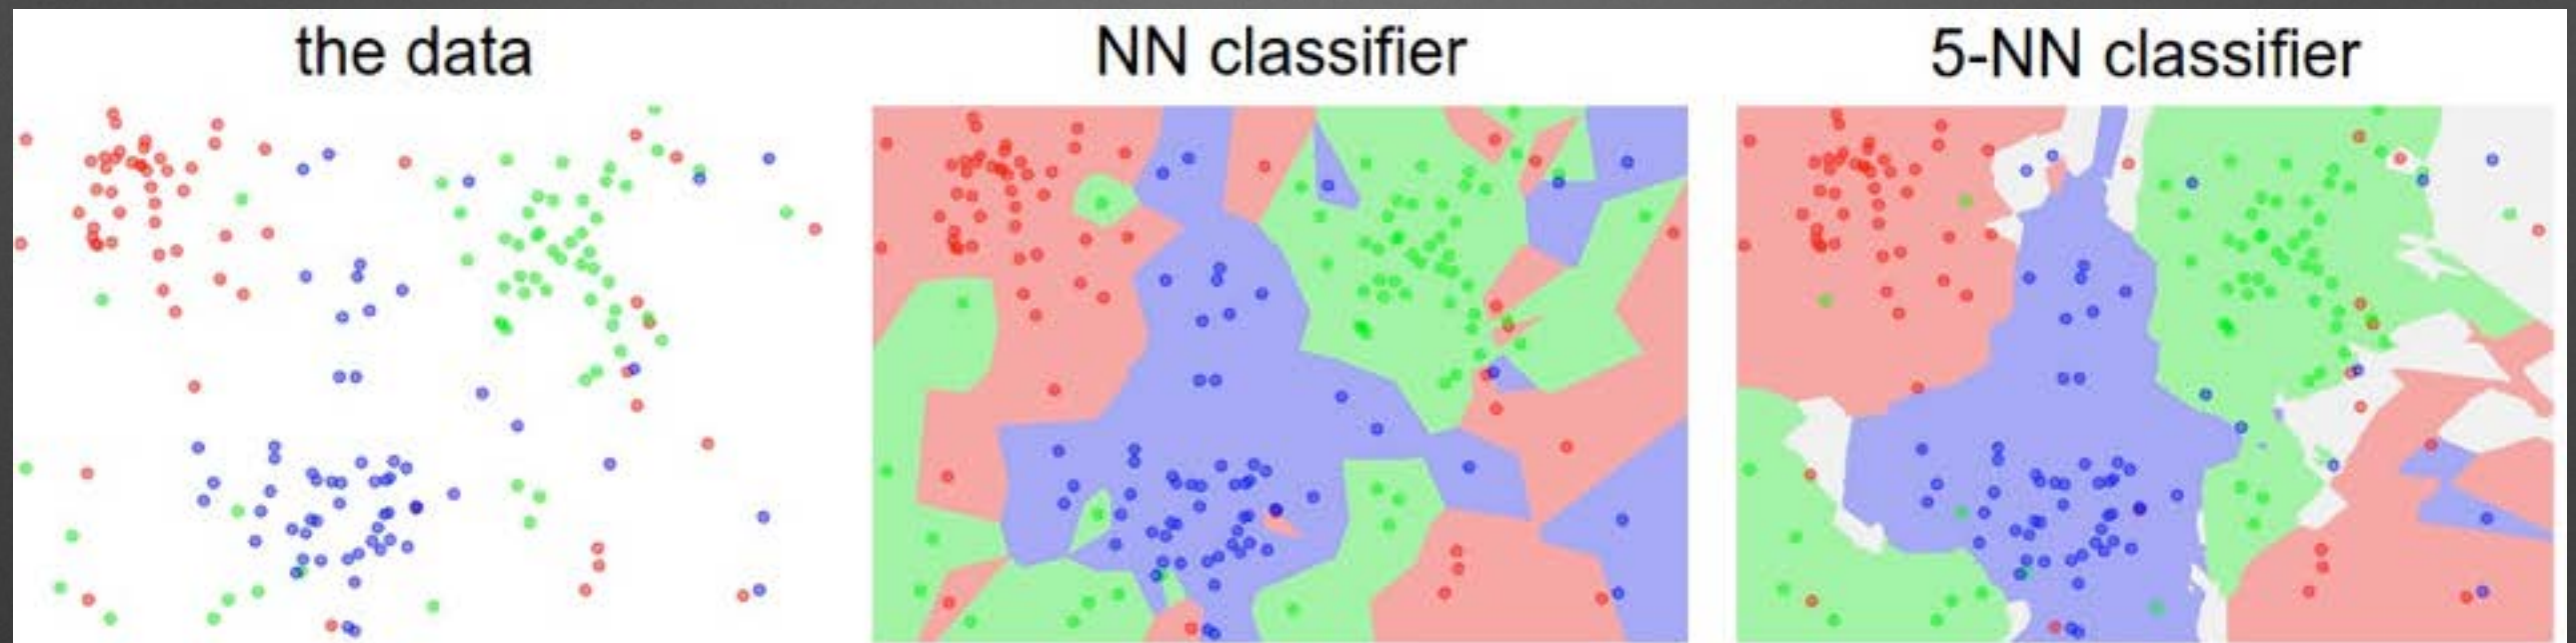 the data
NN classifier
5-NN classifier